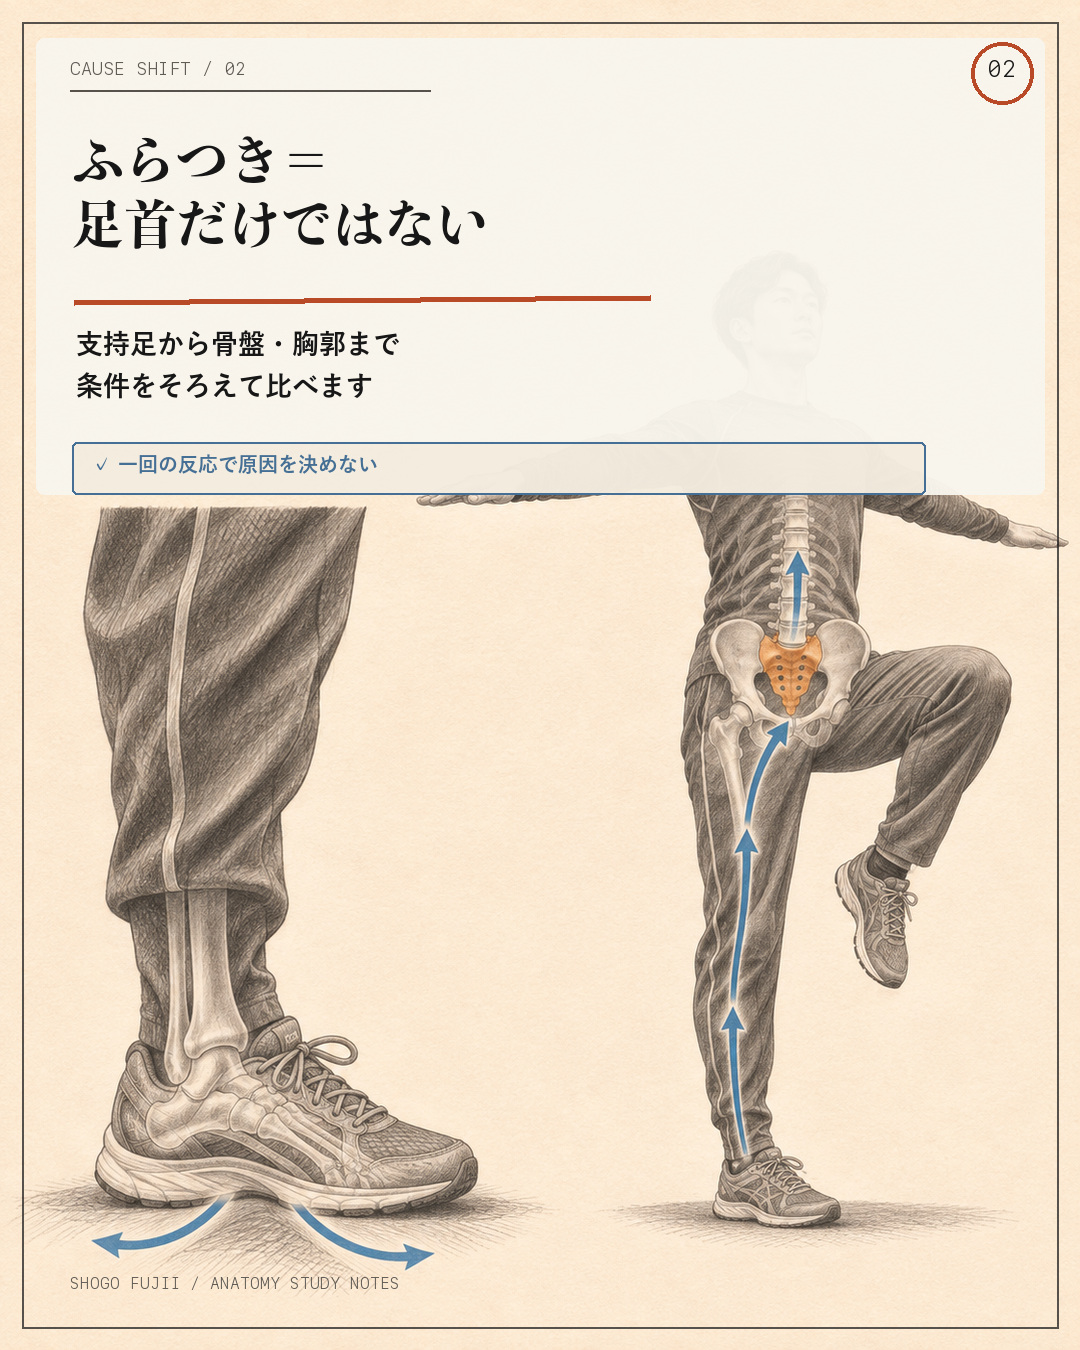 CAUSE SHIFT / 02
02
ふらつき＝
足首だけではない
支持足から骨盤・胸郭まで
条件をそろえて比べます
✓ 一回の反応で原因を決めない
SHOGO FUJII / ANATOMY STUDY NOTES